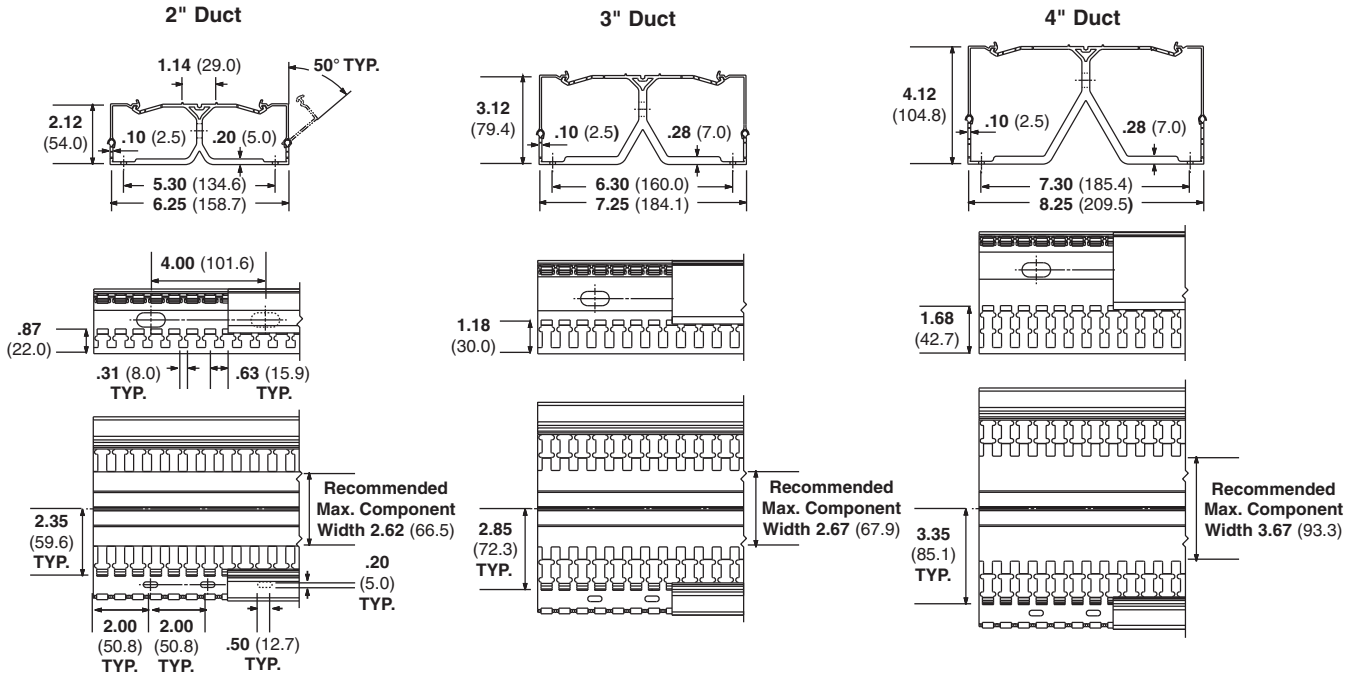 2" Duct
3" Duct
4" Duct
1.14 (29.0)
50° TYP.
2.12
(54.0)
.10 (2.5)
.20 (5.0)
5.30 (134.6)
6.25 (158.7)
3.12
(79.4)
.10 (2.5)
.28 (7.0)
6.30 (160.0)
7.25 (184.1)
4.12
(104.8)
.10 (2.5)
.28 (7.0)
7.30 (185.4)
8.25 (209.5)
4.00 (101.6)
.87
(22.0)
.31 (8.0)
TYP.
.63 (15.9)
TYP.
1.18
(30.0)
1.68
(42.7)
2.35
(59.6)
TYP.
Recommended
Max. Component
Width 2.62 (66.5)
.20
(5.0)
TYP.
2.00
(50.8)
TYP.
2.00
(50.8)
TYP.
.50 (12.7)
TYP.
2.85
(72.3)
TYP.
Recommended
Max. Component
Width 2.67 (67.9)
3.35
(85.1)
TYP.
Recommended
Max. Component
Width 3.67 (93.3)